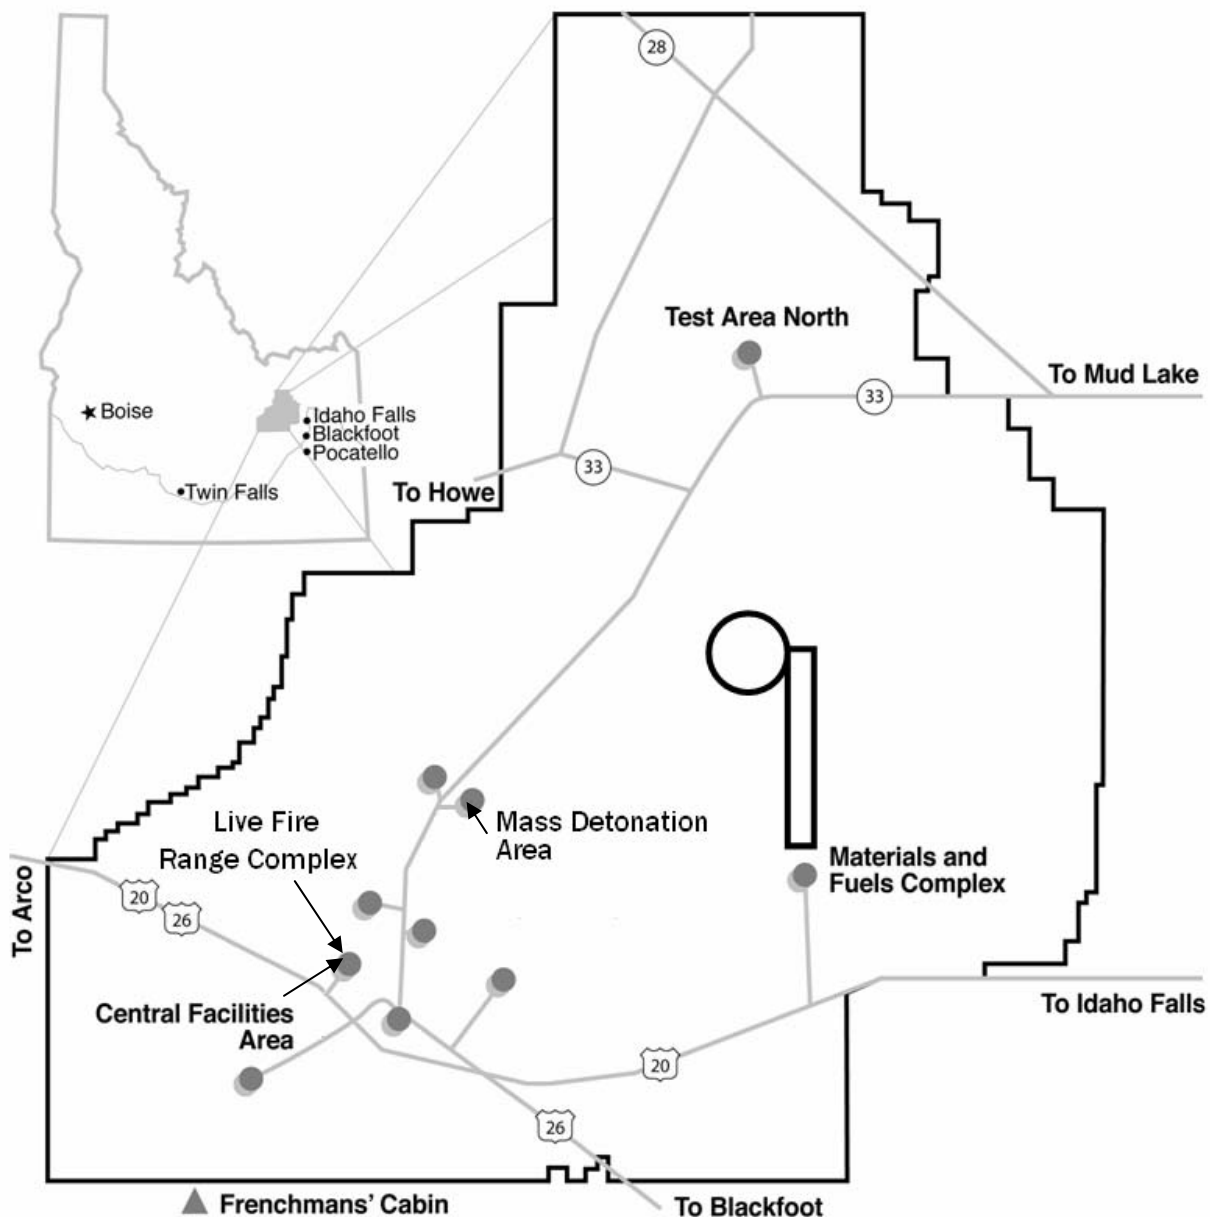 28
Test Area North
To Mud Lake
33
Boise
Idaho Falls
Blackfoot
Pocatello
Twin Falls
33
To Howe
Live Fire
Range Complex
Mass Detonation
Area
Materials and
Fuels Complex
To Arco
20
26
Central Facilities
Area
To Idaho Falls
20
26
Frenchmans' Cabin
To Blackfoot